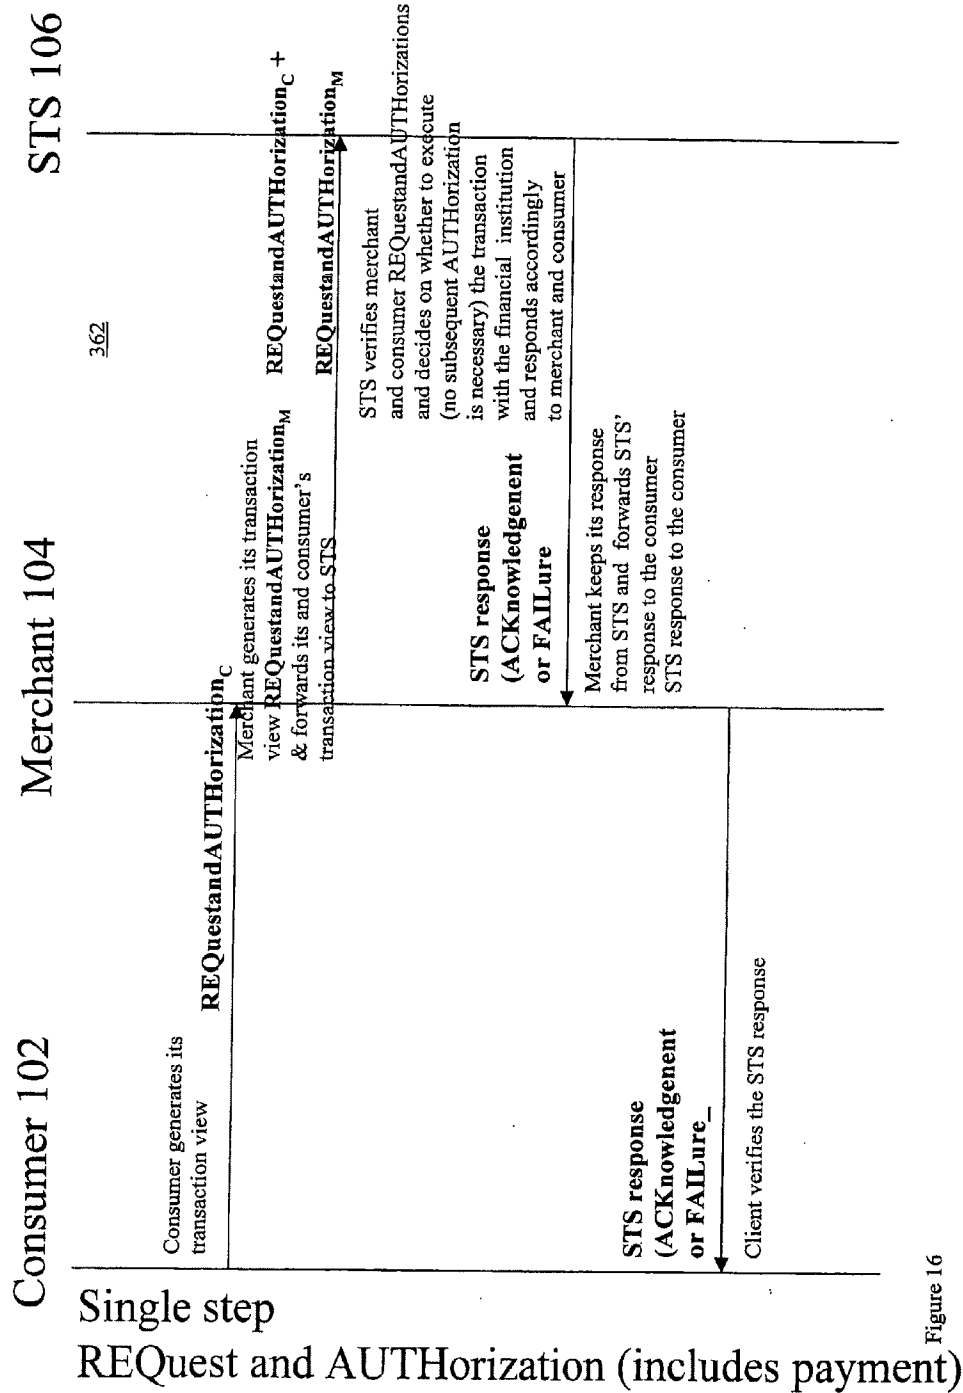 Consumer 102
Merchant 104
STS 106
362
Consumer generates its
transaction view
REQuestandAUTHorizationC
Merchant generates its transaction
view REQuestandAUTHorizationM
& forwards its and consumer's
transaction view to STS
REQuestandAUTHorizationC +
REQuestandAUTHorizationM
STS verifies merchant
and consumer REQuestandAUTHorizations
and decides on whether to execute
(no subsequent AUTHorization
is necessary) the transaction
with the financial institution
and responds accordingly
to merchant and consumer
STS response
(ACKnowledgenent
or FAILure
Merchant keeps its response
from STS and forwards STS'
response to the consumer
STS response to the consumer
STS response
(ACKnowledgenent
or FAILure_
Client verifies the STS response
Single step
REQuest and AUTHorization (includes payment)
Figure 16